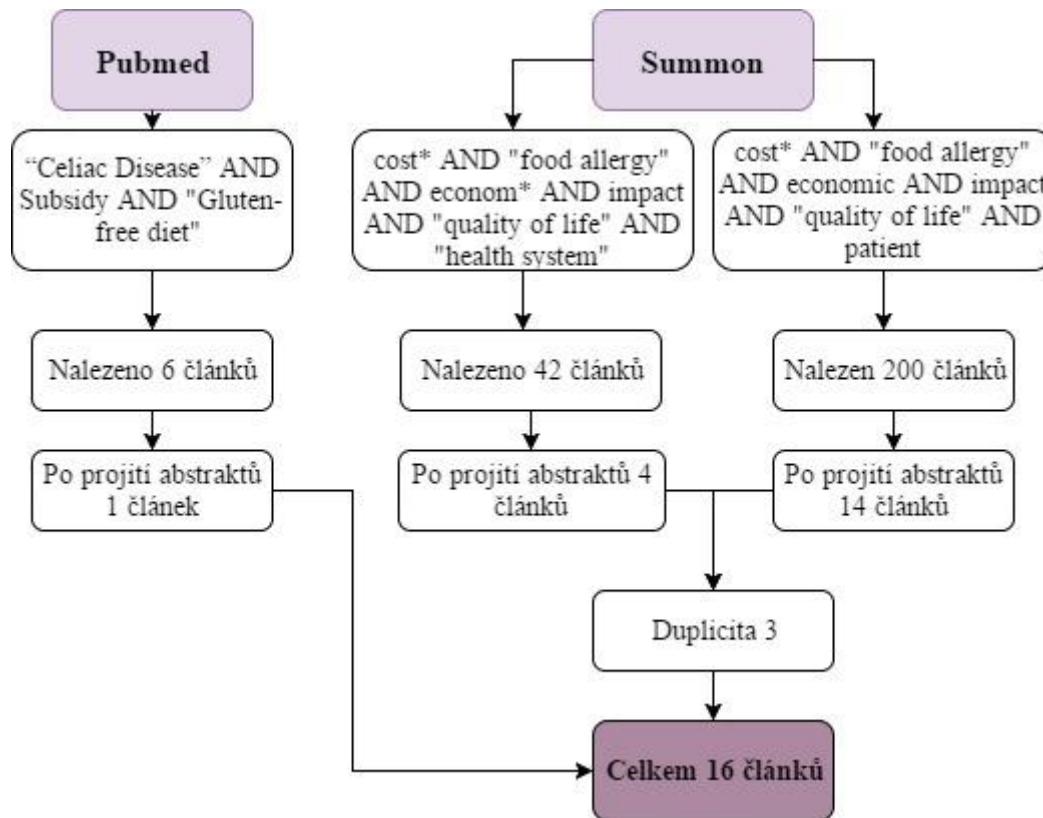 Pubmed
Summon
“Celiac Disease” AND
Subsidy AND "Gluten-
free diet"
cost* AND "food allergy"
AND econom* AND impact
AND "quality of life" AND
"health system"
cost* AND "food allergy"
AND economic AND impact
AND "quality of life" AND
patient
Nalezeno 6 článků
Nalezeno 42 článků
Nalezen 200 článků
Po projití abstraktů
1 článek
Po projití abstraktů 4
článků
Po projití abstraktů
14 článků
Duplicita 3
Celkem 16 článků